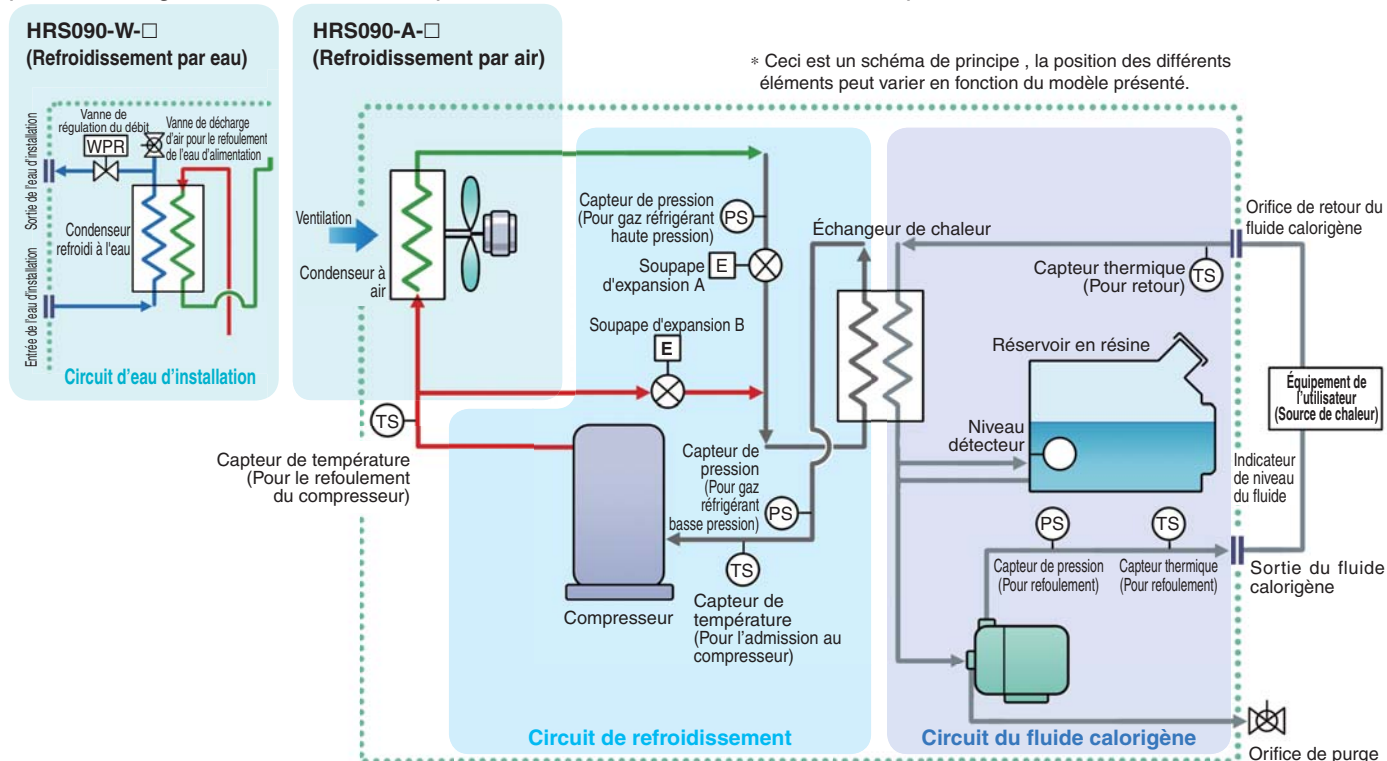 HRS090-W-□
(Refroidissement par eau)
Vanne de
régulation du débit
WPR
Vanne de décharge
d'air pour le refoulement
de l'eau d'alimentation
Sortie de l'eau d'installation
Condenseur
refroidi à l'eau
Entrée de l'eau d'installation
Circuit d'eau d'installation
HRS090-A-□
(Refroidissement par air)
* Ceci est un schéma de principe , la position des différents
éléments peut varier en fonction du modèle présenté.
Ventilation
Condenseur à
air
Capteur de pression
(Pour gaz réfrigérant
haute pression)
PS
Soupape
d'expansion A
E
Soupape d'expansion B
E
TS
Capteur de température
(Pour le refoulement
du compresseur)
Compresseur
Capteur de
pression
(Pour gaz
réfrigérant
basse pression)
PS
TS
Capteur de
température
(Pour l'admission au
compresseur)
Circuit de refroidissement
Échangeur de chaleur
Capteur thermique
(Pour retour)
TS
Orifice de retour du
fluide calorigène
Réservoir en résine
Niveau
détecteur
Équipement de
l'utilisateur
(Source de chaleur)
Indicateur
de niveau
du fluide
PS
TS
Capteur de pression
(Pour refoulement)
Capteur thermique
(Pour refoulement)
Sortie du fluide
calorigène
Circuit du fluide calorigène
Orifice de purge